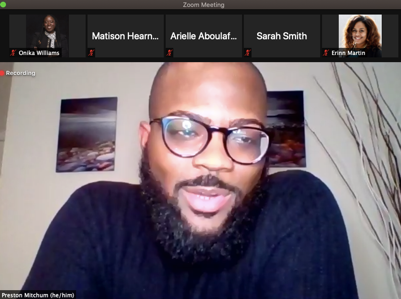 Zoom Meeting
Onika Williams
Matison Hearn...
Arielle Aboulaf...
Sarah Smith
Erinn Martin
Recording
Preston Mitchum (he/him)